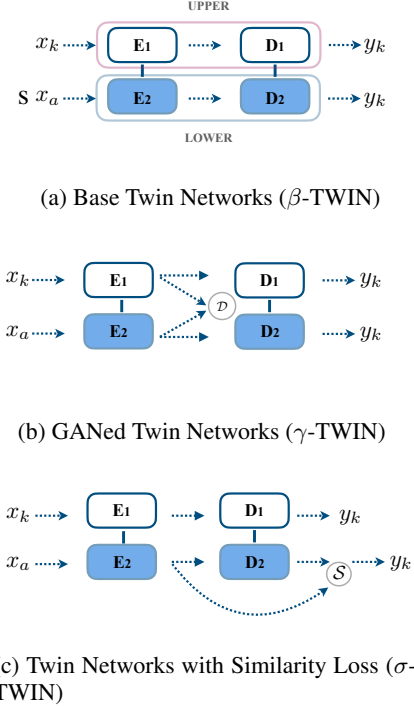 UPPER
x_k E1 D1 y_k
S x_a E2 D2 y_k
LOWER
(a) Base Twin Networks (β-TWIN)
x_k E1 D1 y_k
𝒟
x_a E2 D2 y_k
(b) GANed Twin Networks (γ-TWIN)
x_k E1 D1 y_k
x_a E2 D2 𝒮 y_k
c) Twin Networks with Similarity Loss (σ-
TWIN)